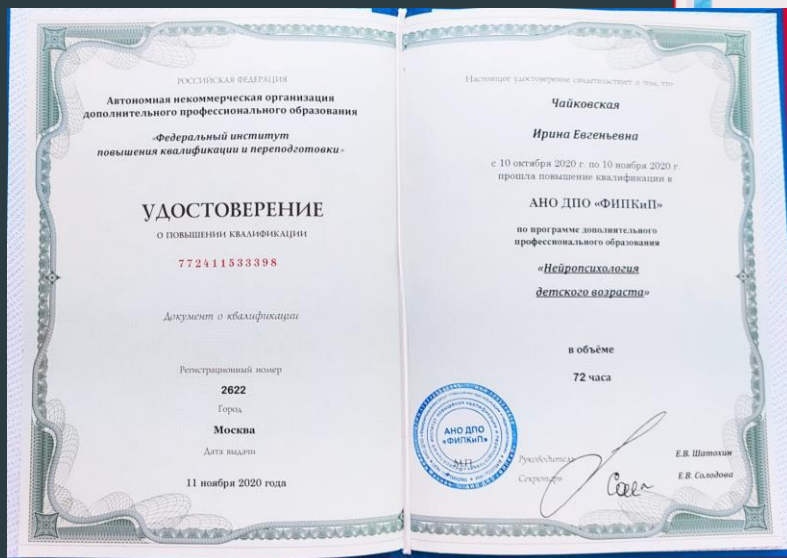 РОССИЙСКАЯ ФЕДЕРАЦИЯ
Автономная некоммерческая организация
дополнительного профессионального образования
«Федеральный институт
повышения квалификации и переподготовки»
УДОСТОВЕРЕНИЕ
О ПОВЫШЕНИИ КВАЛИФИКАЦИИ
772411533398
Документ о квалификации
Регистрационный номер
2622
Город
Москва
Дата выдачи
11 ноября 2020 года
Настоящее удостоверение свидетельствует о том, что
Чайковская
Ирина Евгеньевна
с 10 октября 2020 г. по 10 ноября 2020 г.
прошла повышение квалификации в
АНО ДПО «ФИПКиП»
по программе дополнительного
профессионального образования
«Нейропсихология
детского возраста»
в объёме
72 часа
АНО ДПО
«ФИПКиП»
М.П.
Руководитель
Е.В. Шатохин
Секретарь
Е.В. Солодова